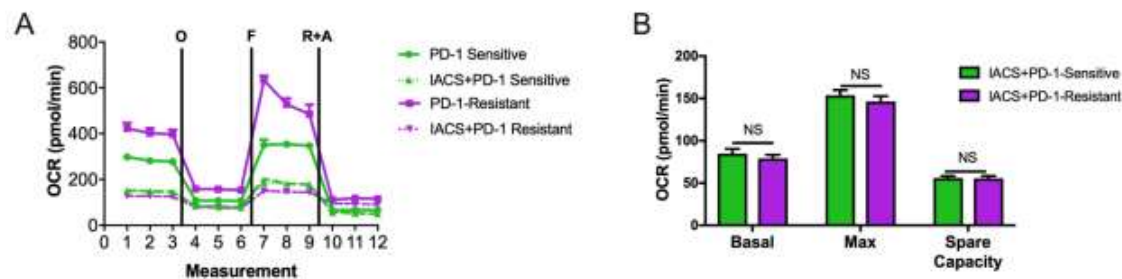 A
OCR (pmol/min)
800
600
400
200
0
O
F
R+A
0 1 2 3 4 5 6 7 8 9 10 11 12
Measurement
PD-1 Sensitive
IACS+PD-1 Sensitive
PD-1-Resistant
IACS+PD-1 Resistant
B
OCR (pmol/min)
200
150
100
50
0
NS
NS
NS
Basal
Max
Spare
Capacity
IACS+PD-1-Sensitive
IACS+PD-1-Resistant